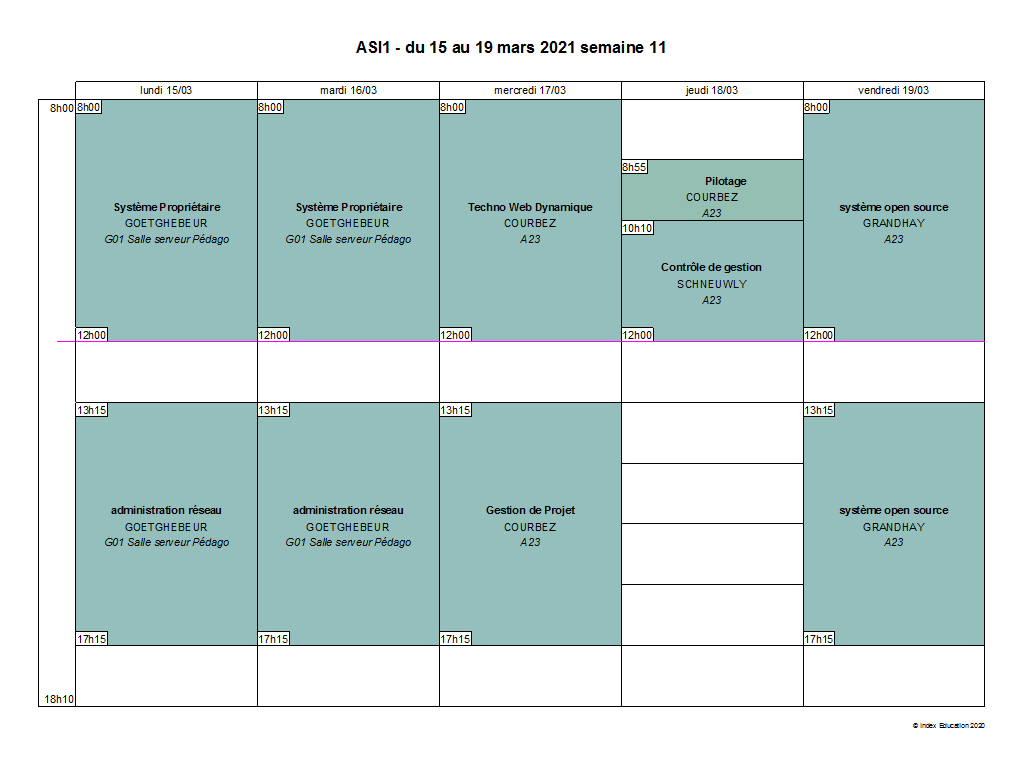 ASI1 - du 15 au 19 mars 2021 semaine 11
lundi 15/03
mardi 16/03
mercredi 17/03
jeudi 18/03
vendredi 19/03
8h00
8h00
Système Propriétaire
GOETGHEBEUR
G01 Salle serveur Pédago
12h00
13h15
administration réseau
GOETGHEBEUR
G01 Salle serveur Pédago
17h15
8h00
Système Propriétaire
GOETGHEBEUR
G01 Salle serveur Pédago
12h00
13h15
administration réseau
GOETGHEBEUR
G01 Salle serveur Pédago
17h15
8h00
Techno Web Dynamique
COURBEZ
A23
12h00
13h15
Gestion de Projet
COURBEZ
A23
17h15
8h55
Pilotage
COURBEZ
A23
10h10
Contrôle de gestion
SCHNEUWLY
A23
12h00
8h00
système open source
GRANDHAY
A23
12h00
13h15
système open source
GRANDHAY
A23
17h15
18h10
© Index Education 2020